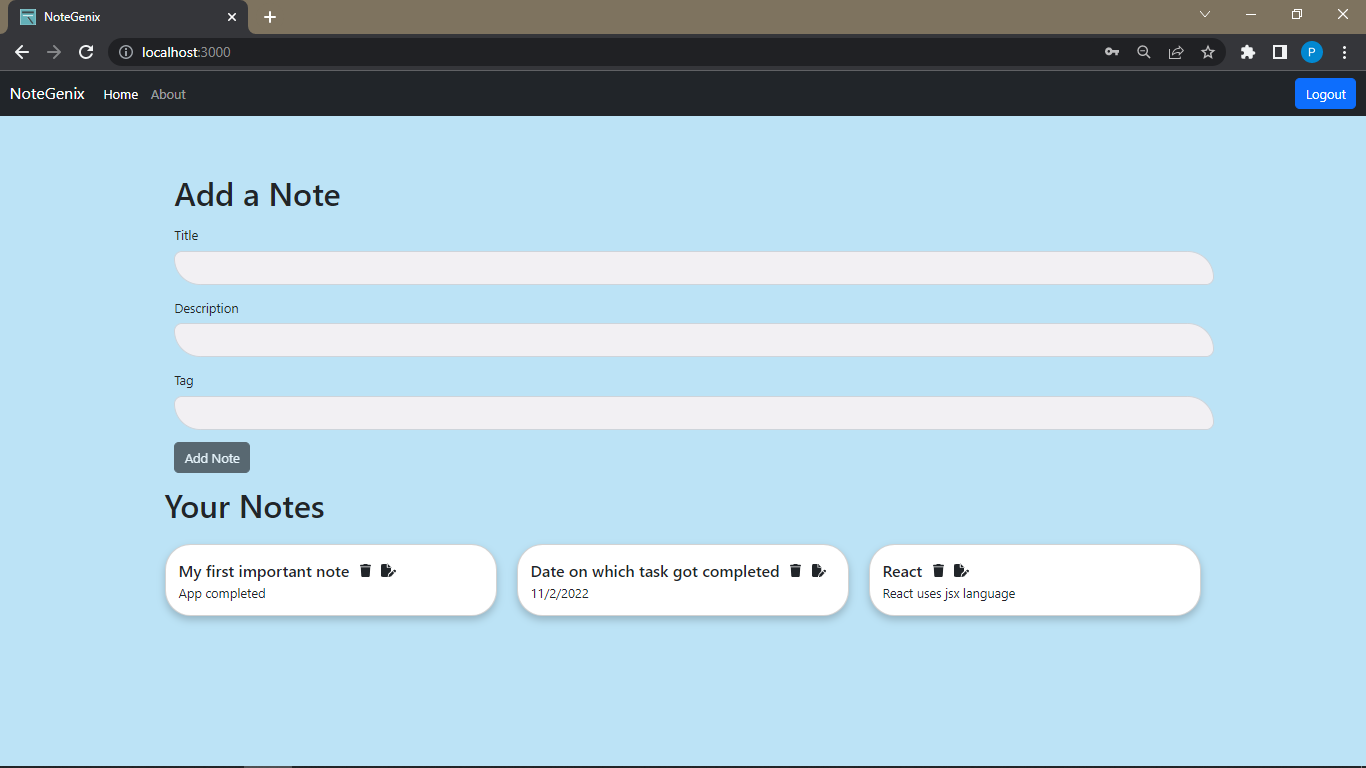 NoteGenix
localhost:3000
P
NoteGenix Home About Logout
Add a Note
Title
Description
Tag
Add Note
Your Notes
My first important note
App completed
Date on which task got completed
11/2/2022
React
React uses jsx language